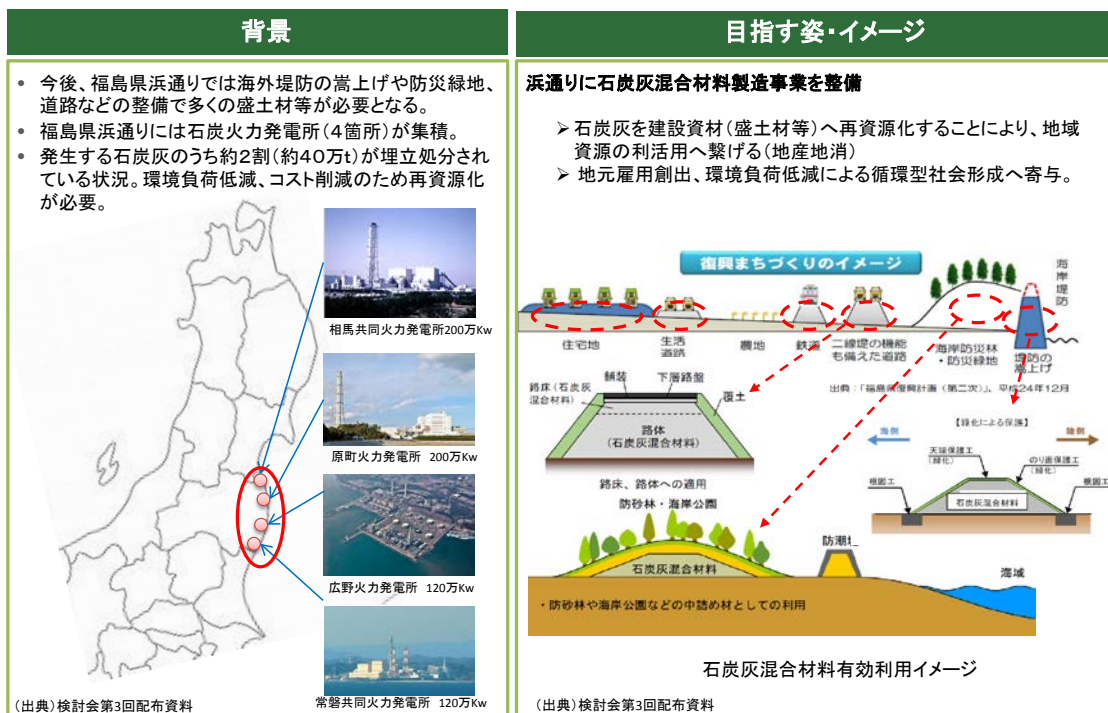 背景
• 今後、福島県浜通りでは海外堤防の嵩上げや防災緑地、
道路などの整備で多くの盛土材等が必要となる。
• 福島県浜通りには石炭火力発電所（4箇所）が集積。
• 発生する石炭灰のうち約2割（約40万t）が埋立処分され
ている状況。環境負荷低減、コスト削減のため再資源化
が必要。
相馬共同火力発電所200万Kw
原町火力発電所 200万Kw
広野火力発電所 120万Kw
常磐共同火力発電所 120万Kw
（出典）検討会第3回配布資料
目指す姿・イメージ
浜通りに石炭灰混合材料製造事業を整備
➢ 石炭灰を建設資材（盛土材等）へ再資源化することにより、地域
資源の利活用へ繋げる（地産地消）
➢ 地元雇用創出、環境負荷低減による循環型社会形成へ寄与。
復興まちづくりのイメージ
海岸堤防
住宅地
生活
道路
農地
鉄道
二線堤の機能
も備えた道路
海岸防災林
・防災緑地
堤防の
嵩上げ
出典：「福島県復興計画（第二次）」、平成24年12月
舗装
下層路盤
路床（石炭灰
混合材料）
覆土
路体
（石炭灰混合材料）
路床、路体への適用
【緑化による保護】
海側
陸側
天端保護工
（緑化）
のり面保護工
（緑化）
根固工
根固工
石炭灰混合材料
防砂林・海岸公園
石炭灰混合材料
防潮
海域
・防砂林や海岸公園などの中詰め材としての利用
石炭灰混合材料有効利用イメージ
（出典）検討会第3回配布資料